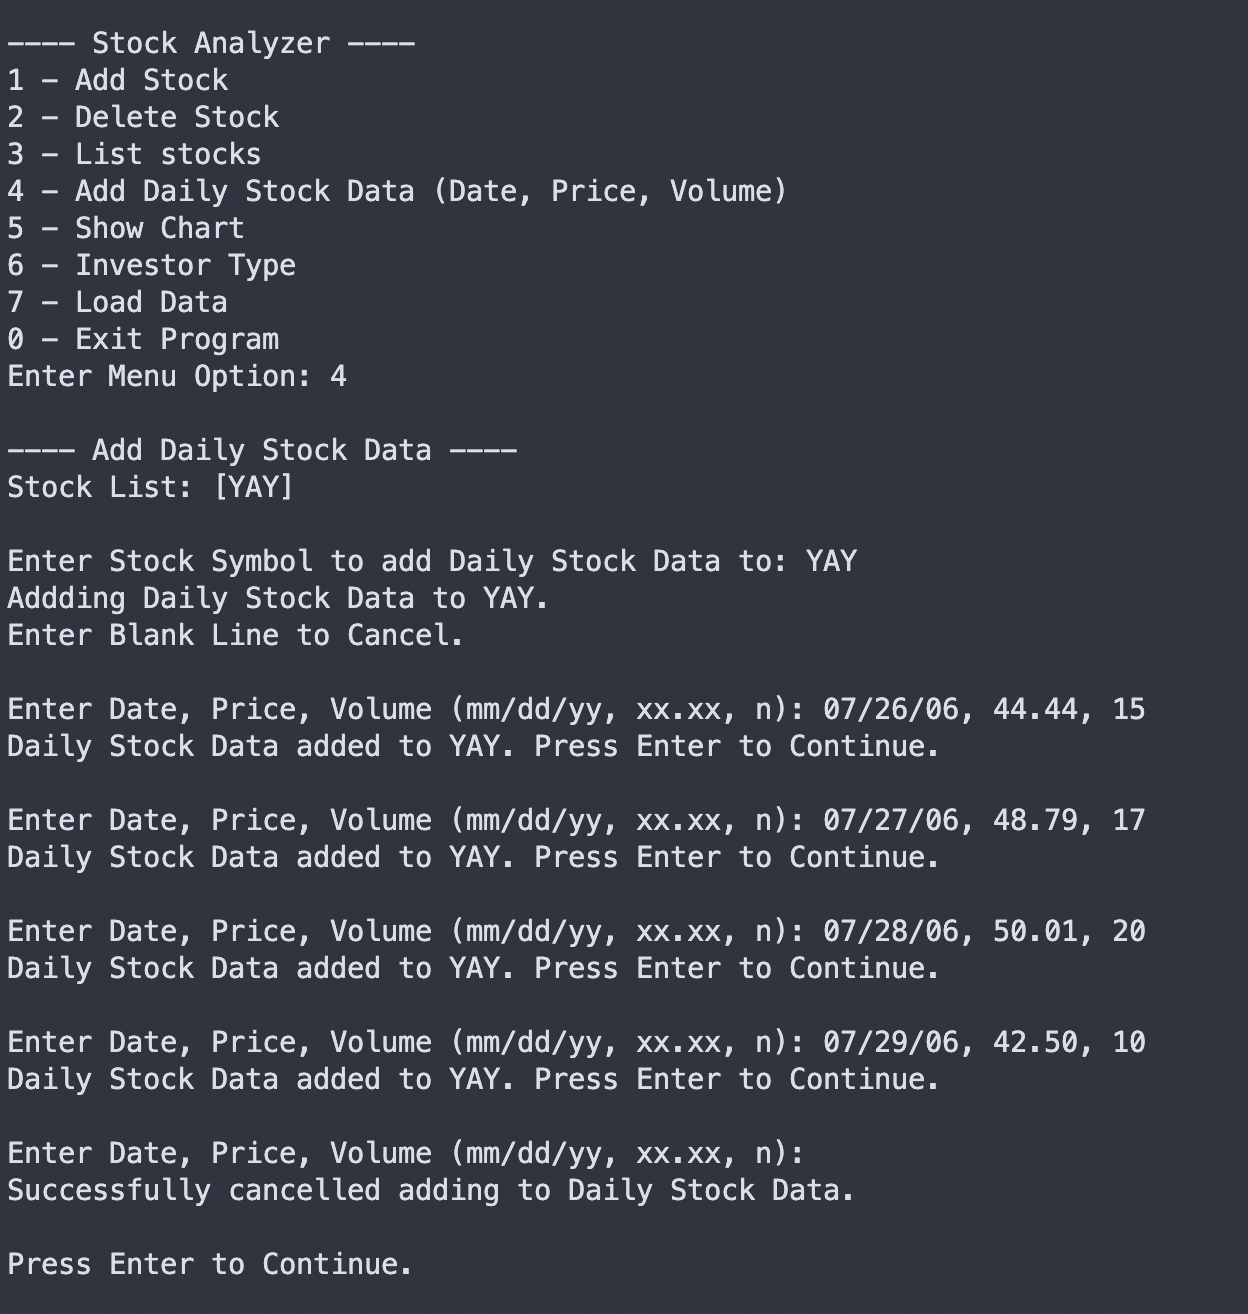 ---- Stock Analyzer ----
1 - Add Stock
2 - Delete Stock
3 - List stocks
4 - Add Daily Stock Data (Date, Price, Volume)
5 - Show Chart
6 - Investor Type
7 - Load Data
0 - Exit Program
Enter Menu Option: 4
---- Add Daily Stock Data ----
Stock List: [YAY]
Enter Stock Symbol to add Daily Stock Data to: YAY
Addding Daily Stock Data to YAY.
Enter Blank Line to Cancel.
Enter Date, Price, Volume (mm/dd/yy, xx.xx, n): 07/26/06, 44.44, 15
Daily Stock Data added to YAY. Press Enter to Continue.
Enter Date, Price, Volume (mm/dd/yy, xx.xx, n): 07/27/06, 48.79, 17
Daily Stock Data added to YAY. Press Enter to Continue.
Enter Date, Price, Volume (mm/dd/yy, xx.xx, n): 07/28/06, 50.01, 20
Daily Stock Data added to YAY. Press Enter to Continue.
Enter Date, Price, Volume (mm/dd/yy, xx.xx, n): 07/29/06, 42.50, 10
Daily Stock Data added to YAY. Press Enter to Continue.
Enter Date, Price, Volume (mm/dd/yy, xx.xx, n):
Successfully cancelled adding to Daily Stock Data.
Press Enter to Continue.